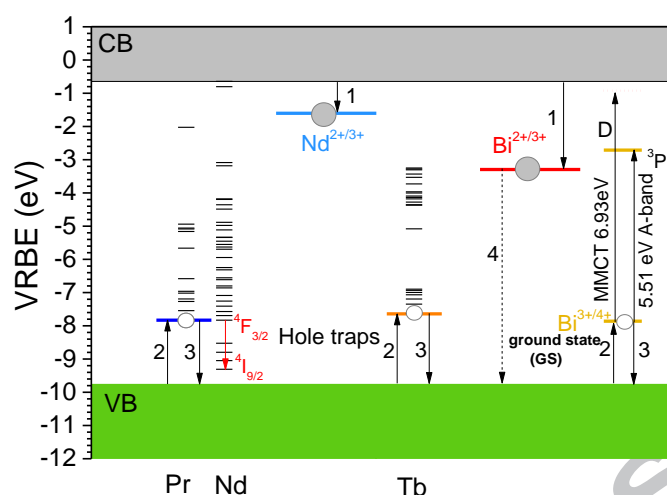 1
0
-1
-2
-3
-4
-5
-6
-7
-8
-9
-10
-11
-12
VRBE (eV)
CB
1
Nd2+/3+
1
Bi2+/3+
D
3P
MMCT 6.93eV
5.51 eV A-band
4
Bi3+/4+
4F3/2
4I9/2
2
3
Hole traps
2
3
ground state
(GS)
2
3
VB
Pr Nd Tb